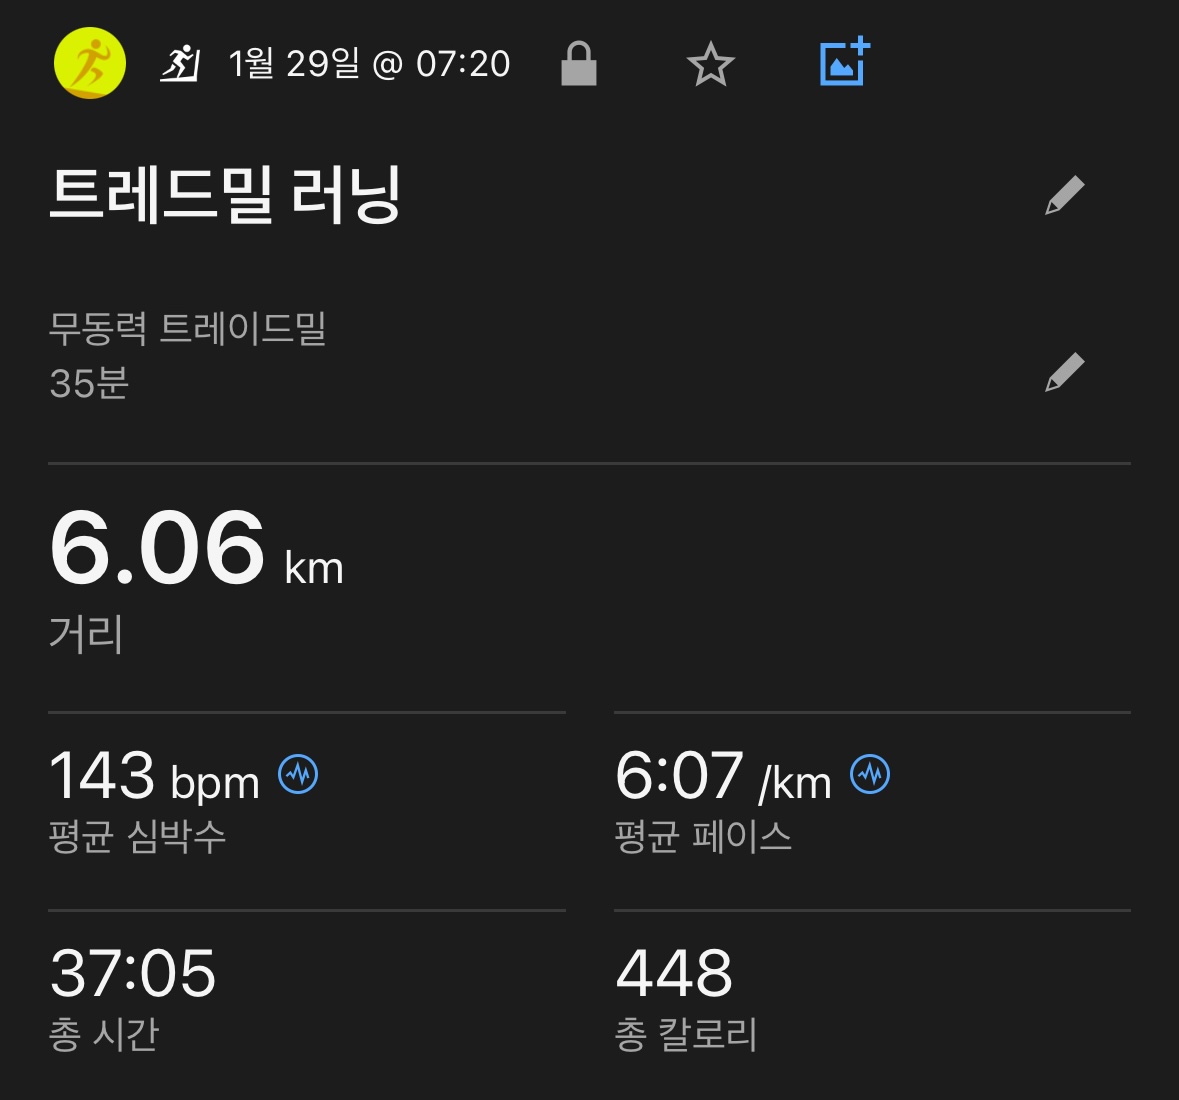 1월 29일 @ 07:20
트레드밀 러닝
무동력 트레이드밀
35분
6.06 km
거리
143 bpm 6:07 /km
평균 심박수 평균 페이스
37:05 448
총 시간 총 칼로리